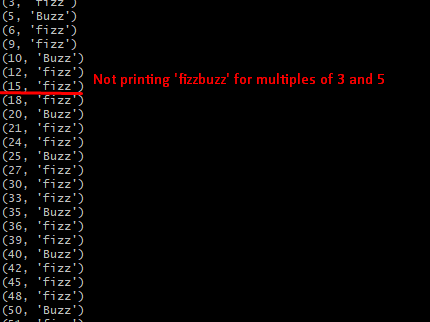 (3, 'fizz')
(5, 'Buzz')
(6, 'fizz')
(9, 'fizz')
(10, 'Buzz')
(12, 'fizz')
(15, 'fizz') Not printing 'fizzbuzz' for multiples of 3 and 5
(18, 'fizz')
(20, 'Buzz')
(21, 'fizz')
(24, 'fizz')
(25, 'Buzz')
(27, 'fizz')
(30, 'fizz')
(33, 'fizz')
(35, 'Buzz')
(36, 'fizz')
(39, 'fizz')
(40, 'Buzz')
(42, 'fizz')
(45, 'fizz')
(48, 'fizz')
(50, 'Buzz')
(51, 'fizz')